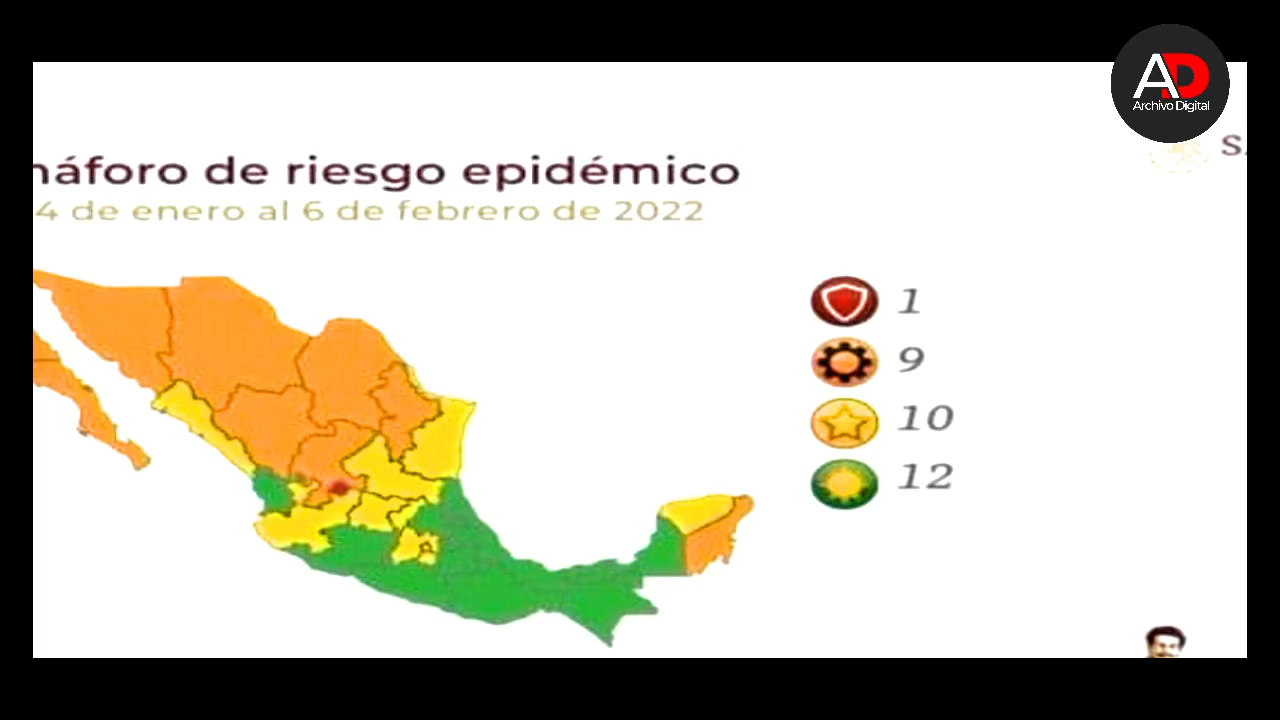 AD
Archivo Digital
náforo de riesgo epidémico
4 de enero al 6 de febrero de 2022
1
9
10
12